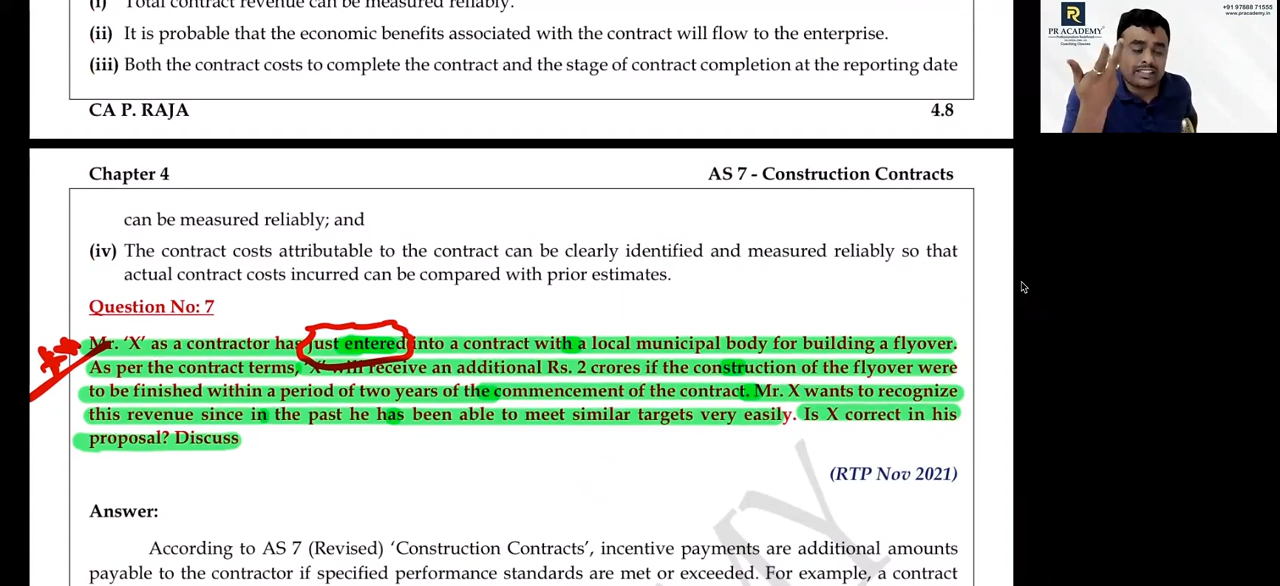 (i) Total contract revenue can be measured reliably.
(ii) It is probable that the economic benefits associated with the contract will flow to the enterprise.
(iii) Both the contract costs to complete the contract and the stage of contract completion at the reporting date
CA P. RAJA 4.8
+91 97888 71555
www.pracademy.in
PR ACADEMY
Chapter 4 AS 7 - Construction Contracts
can be measured reliably; and
(iv) The contract costs attributable to the contract can be clearly identified and measured reliably so that
actual contract costs incurred can be compared with prior estimates.
Question No: 7
Mr. 'X' as a contractor has just entered into a contract with a local municipal body for building a flyover.
As per the contract terms, 'X' will receive an additional Rs. 2 crores if the construction of the flyover were
to be finished within a period of two years of the commencement of the contract. Mr. X wants to recognize
this revenue since in the past he has been able to meet similar targets very easily. Is X correct in his
proposal? Discuss
(RTP Nov 2021)
Answer:
According to AS 7 (Revised) 'Construction Contracts', incentive payments are additional amounts
payable to the contractor if specified performance standards are met or exceeded. For example, a contract